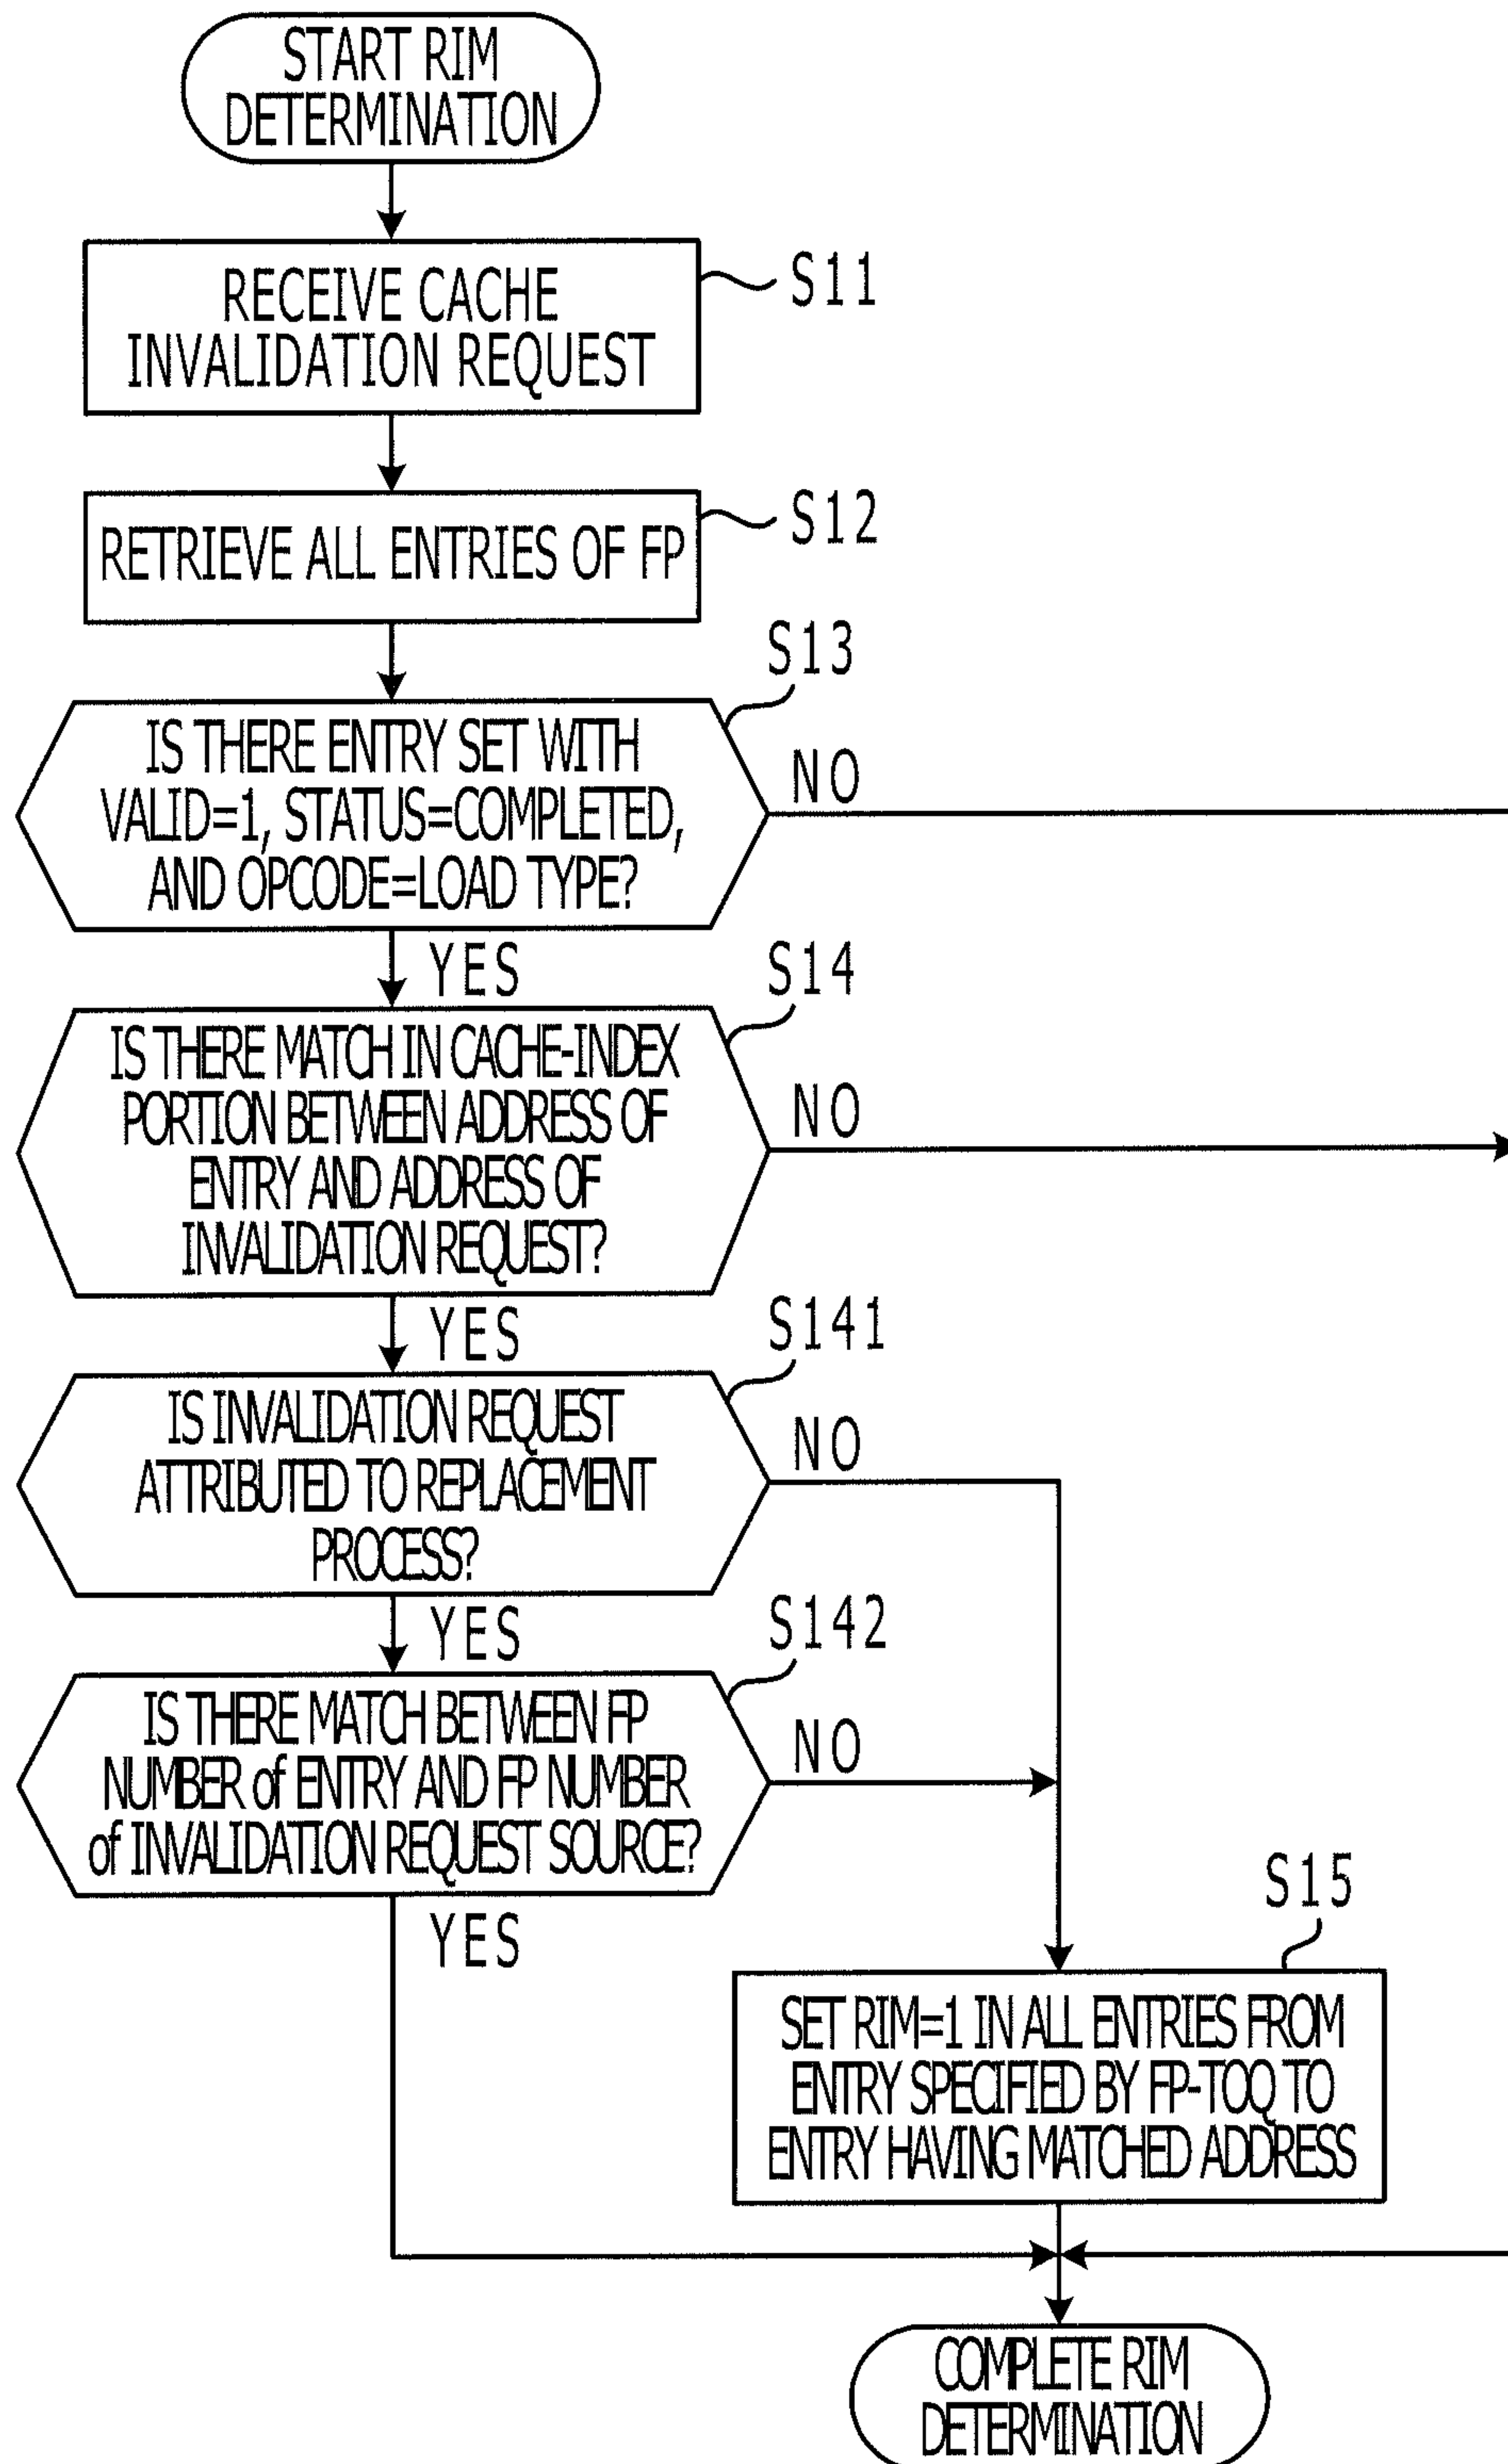 START RIM
DETERMINATION
RECEIVE CACHE
INVALIDATION REQUEST
S11
RETRIEVE ALL ENTRIES OF FP
S12
S13
IS THERE ENTRY SET WITH
VALID=1, STATUS=COMPLETED,
AND OPCODE=LOAD TYPE?
NO
YES
S14
IS THERE MATCH IN CACHE-INDEX
PORTION BETWEEN ADDRESS OF
ENTRY AND ADDRESS OF
INVALIDATION REQUEST?
NO
YES
S141
IS INVALIDATION REQUEST
ATTRIBUTED TO REPLACEMENT
PROCESS?
NO
YES
S142
IS THERE MATCH BETWEEN FP
NUMBER of ENTRY AND FP NUMBER
of INVALIDATION REQUEST SOURCE?
NO
YES
S15
SET RIM=1 IN ALL ENTRIES FROM
ENTRY SPECIFIED BY FP-TOQ TO
ENTRY HAVING MATCHED ADDRESS
COMPLETE RIM
DETERMINATION